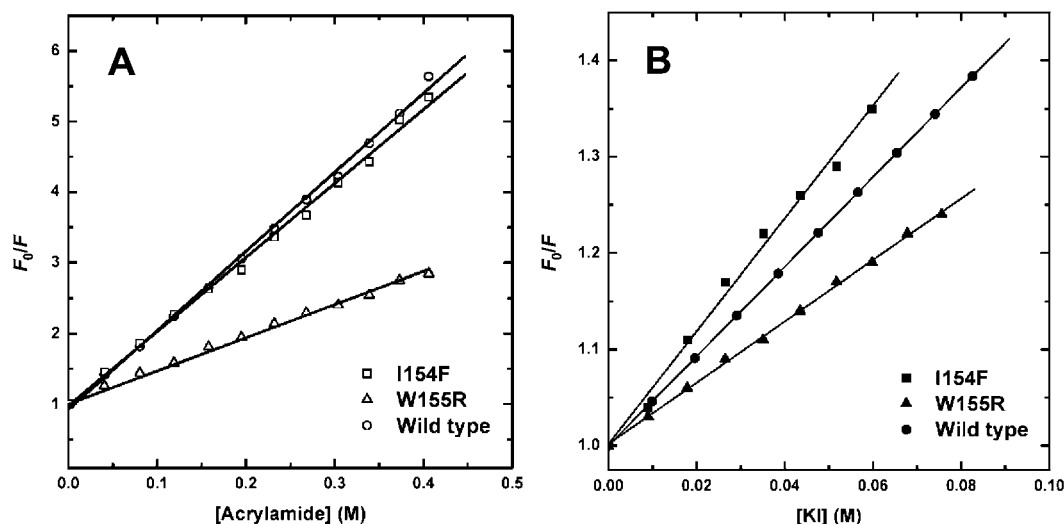 A
F0/F
6
5
4
3
2
1
0.0 0.1 0.2 0.3 0.4 0.5
[Acrylamide] (M)
I154F
W155R
Wild type
B
F0/F
1.4
1.3
1.2
1.1
1.0
0.00 0.02 0.04 0.06 0.08 0.10
[KI] (M)
I154F
W155R
Wild type